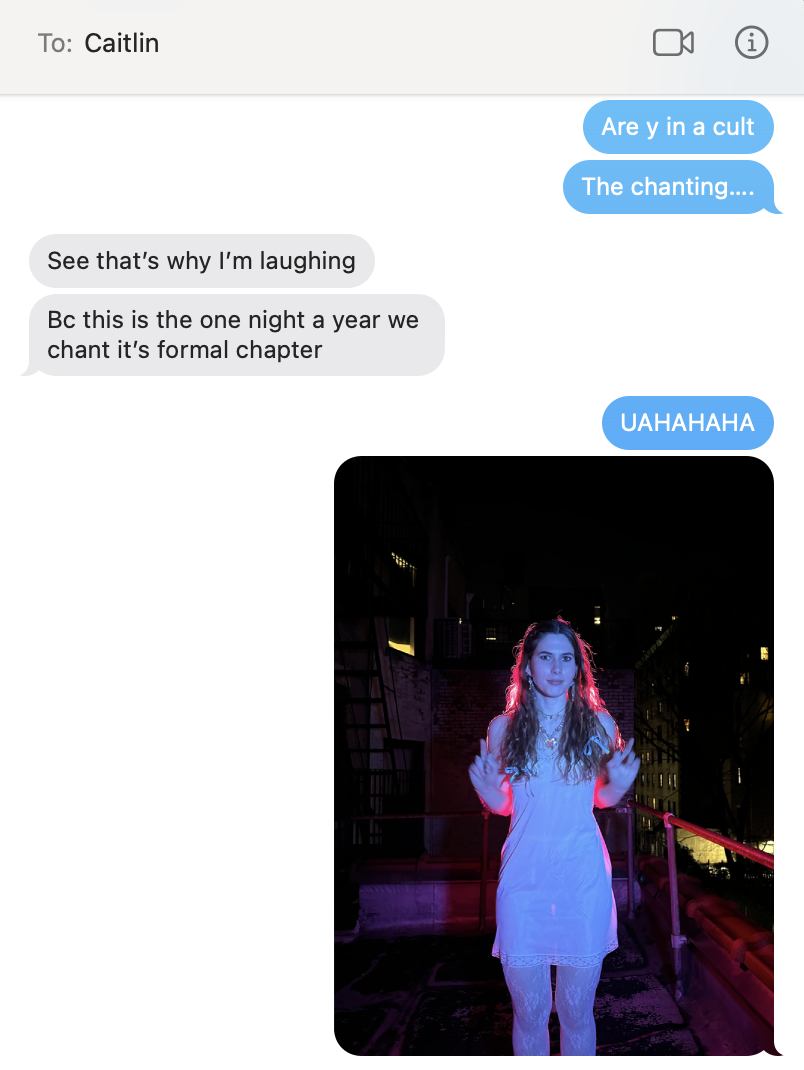 To: Caitlin
Are y in a cult
The chanting....
See that’s why I’m laughing
Bc this is the one night a year we
chant it’s formal chapter
UAHAHAHA